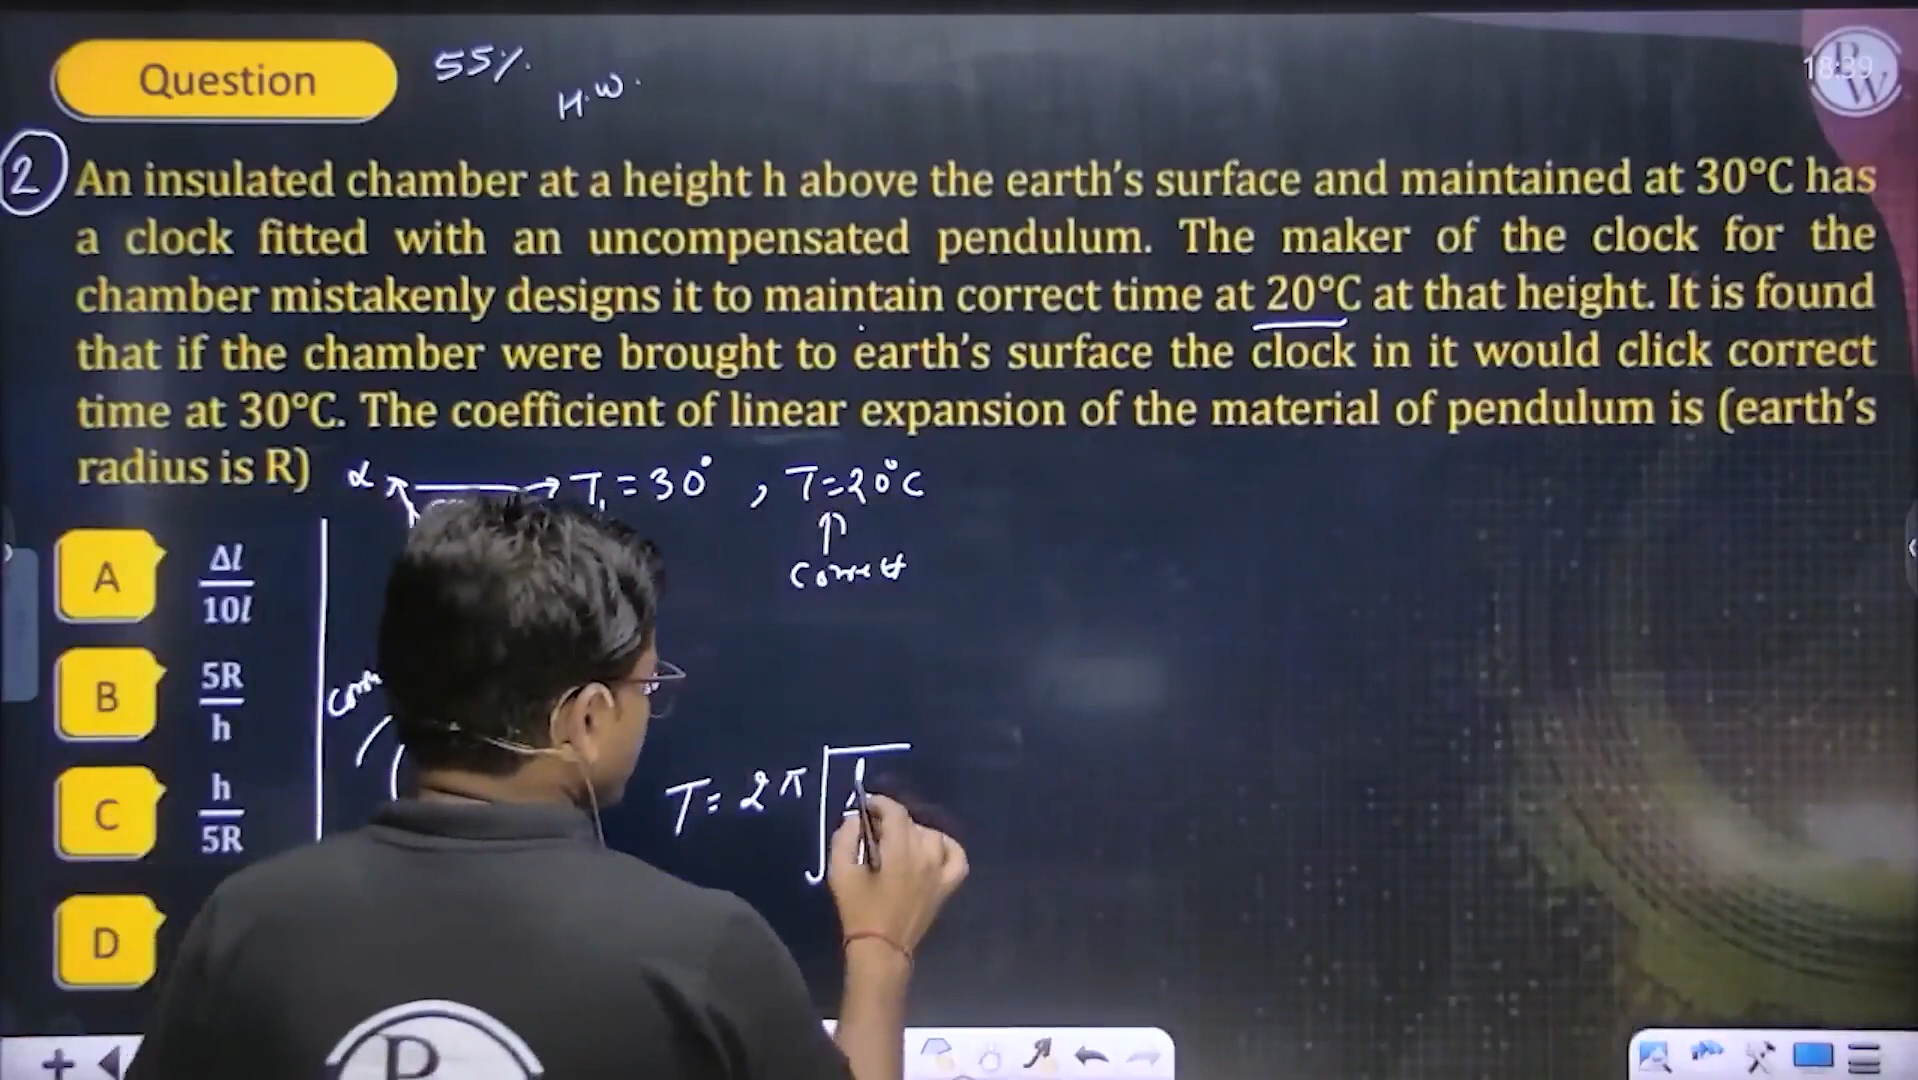 Question
55%
H.W.
18:39
PW
2
An insulated chamber at a height h above the earth's surface and maintained at 30°C has
a clock fitted with an uncompensated pendulum. The maker of the clock for the
chamber mistakenly designs it to maintain correct time at 20°C at that height. It is found
that if the chamber were brought to earth's surface the clock in it would click correct
time at 30°C. The coefficient of linear expansion of the material of pendulum is (earth's
radius is R)
α T₁ = 30° , T = 20°C
correct
A Δl/10l
B 5R/h
C h/5R
D
T = 2π √
P